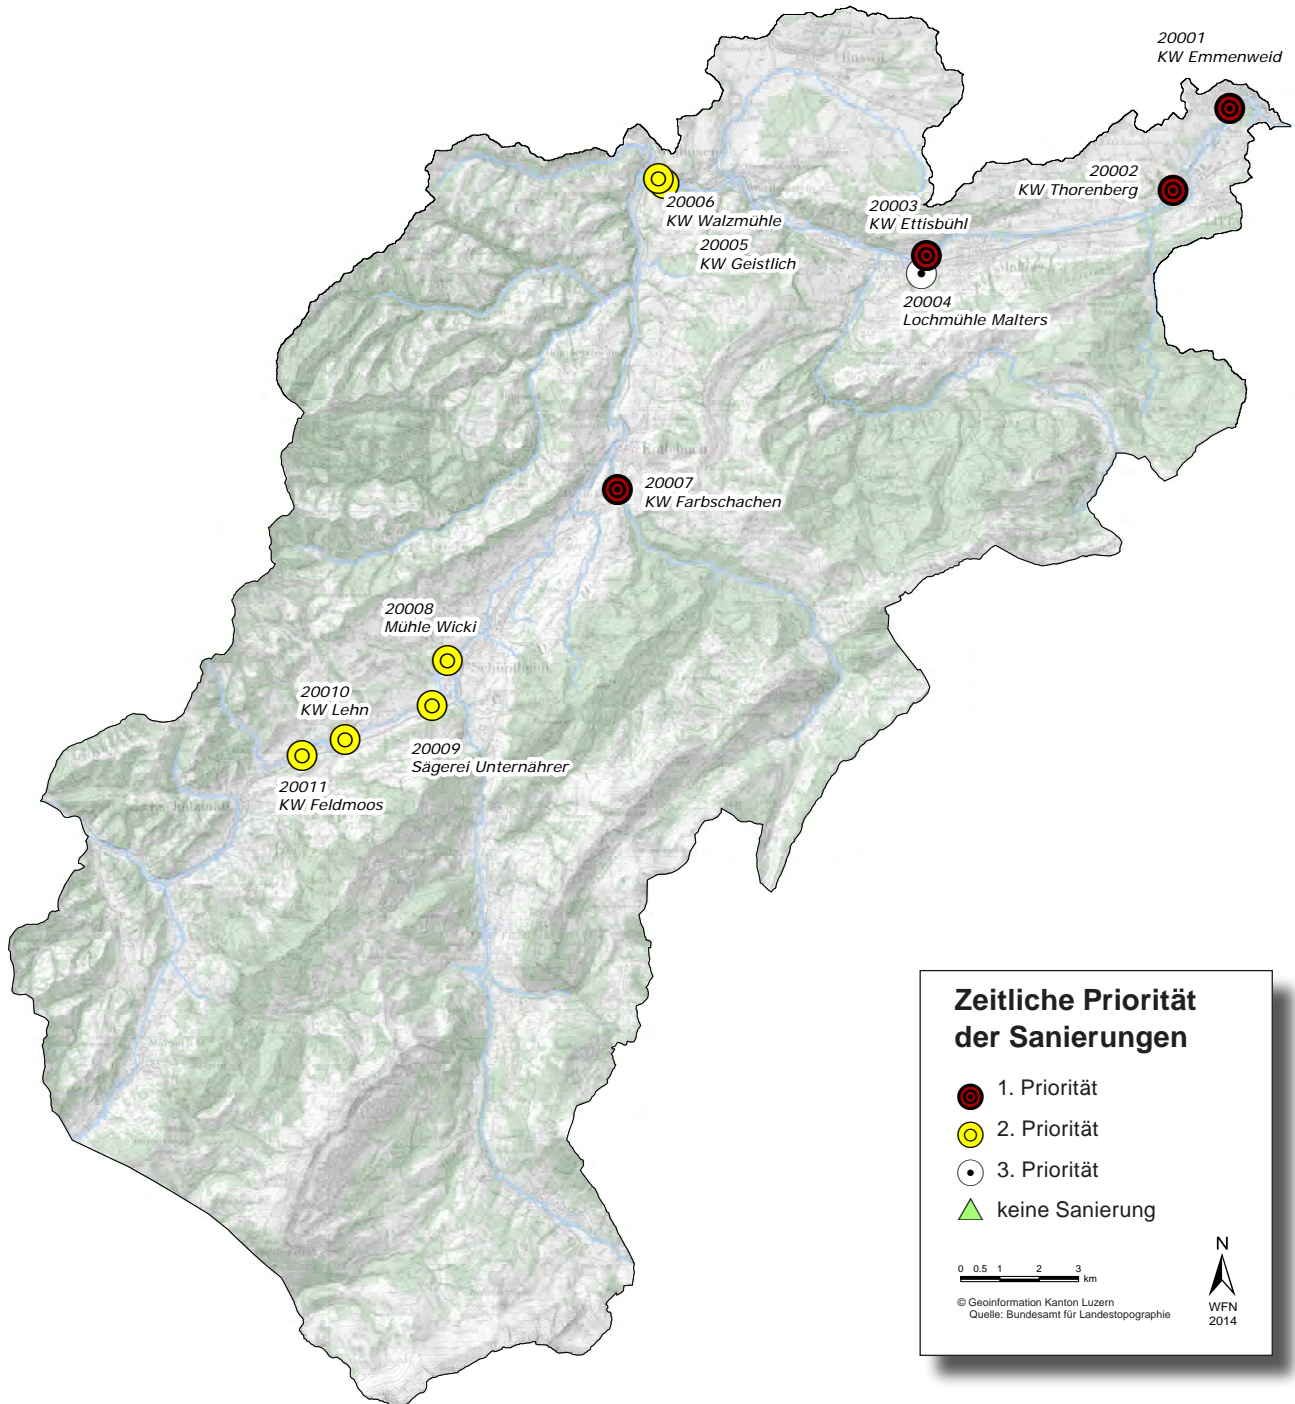 20001
KW Emmenweid
20002
KW Thorenberg
20003
KW Ettisbühl
20004
Lochmühle Malters
20006
KW Walzmühle
20005
KW Geistlich
20007
KW Farbschachen
20008
Mühle Wicki
20010
KW Lehn
20009
Sägerei Unternährer
20011
KW Feldmoos
Zeitliche Priorität
der Sanierungen
1. Priorität
2. Priorität
3. Priorität
keine Sanierung
0 0.5 1 2 3
km
© Geoinformation Kanton Luzern
Quelle: Bundesamt für Landestopographie
N
WFN
2014